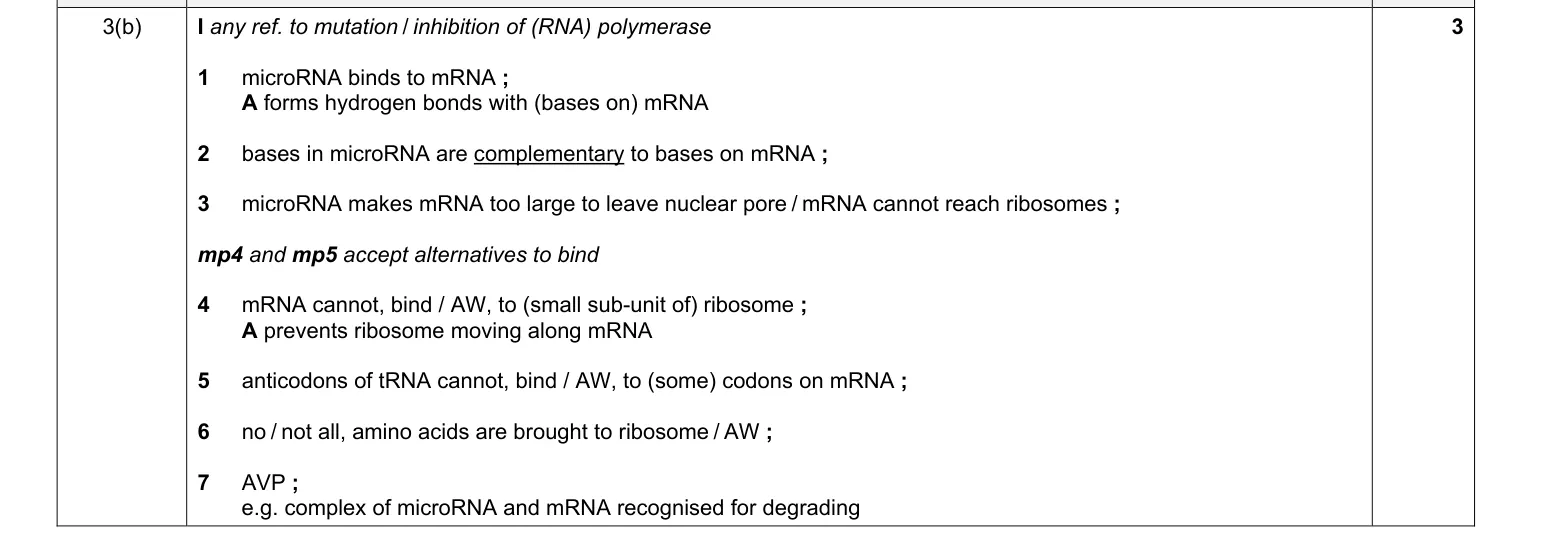 3(b) I any ref. to mutation / inhibition of (RNA) polymerase 3
1 microRNA binds to mRNA ;
A forms hydrogen bonds with (bases on) mRNA
2 bases in microRNA are complementary to bases on mRNA ;
3 microRNA makes mRNA too large to leave nuclear pore / mRNA cannot reach ribosomes ;
mp4 and mp5 accept alternatives to bind
4 mRNA cannot, bind / AW, to (small sub-unit of) ribosome ;
A prevents ribosome moving along mRNA
5 anticodons of tRNA cannot, bind / AW, to (some) codons on mRNA ;
6 no / not all, amino acids are brought to ribosome / AW ;
7 AVP ;
e.g. complex of microRNA and mRNA recognised for degrading